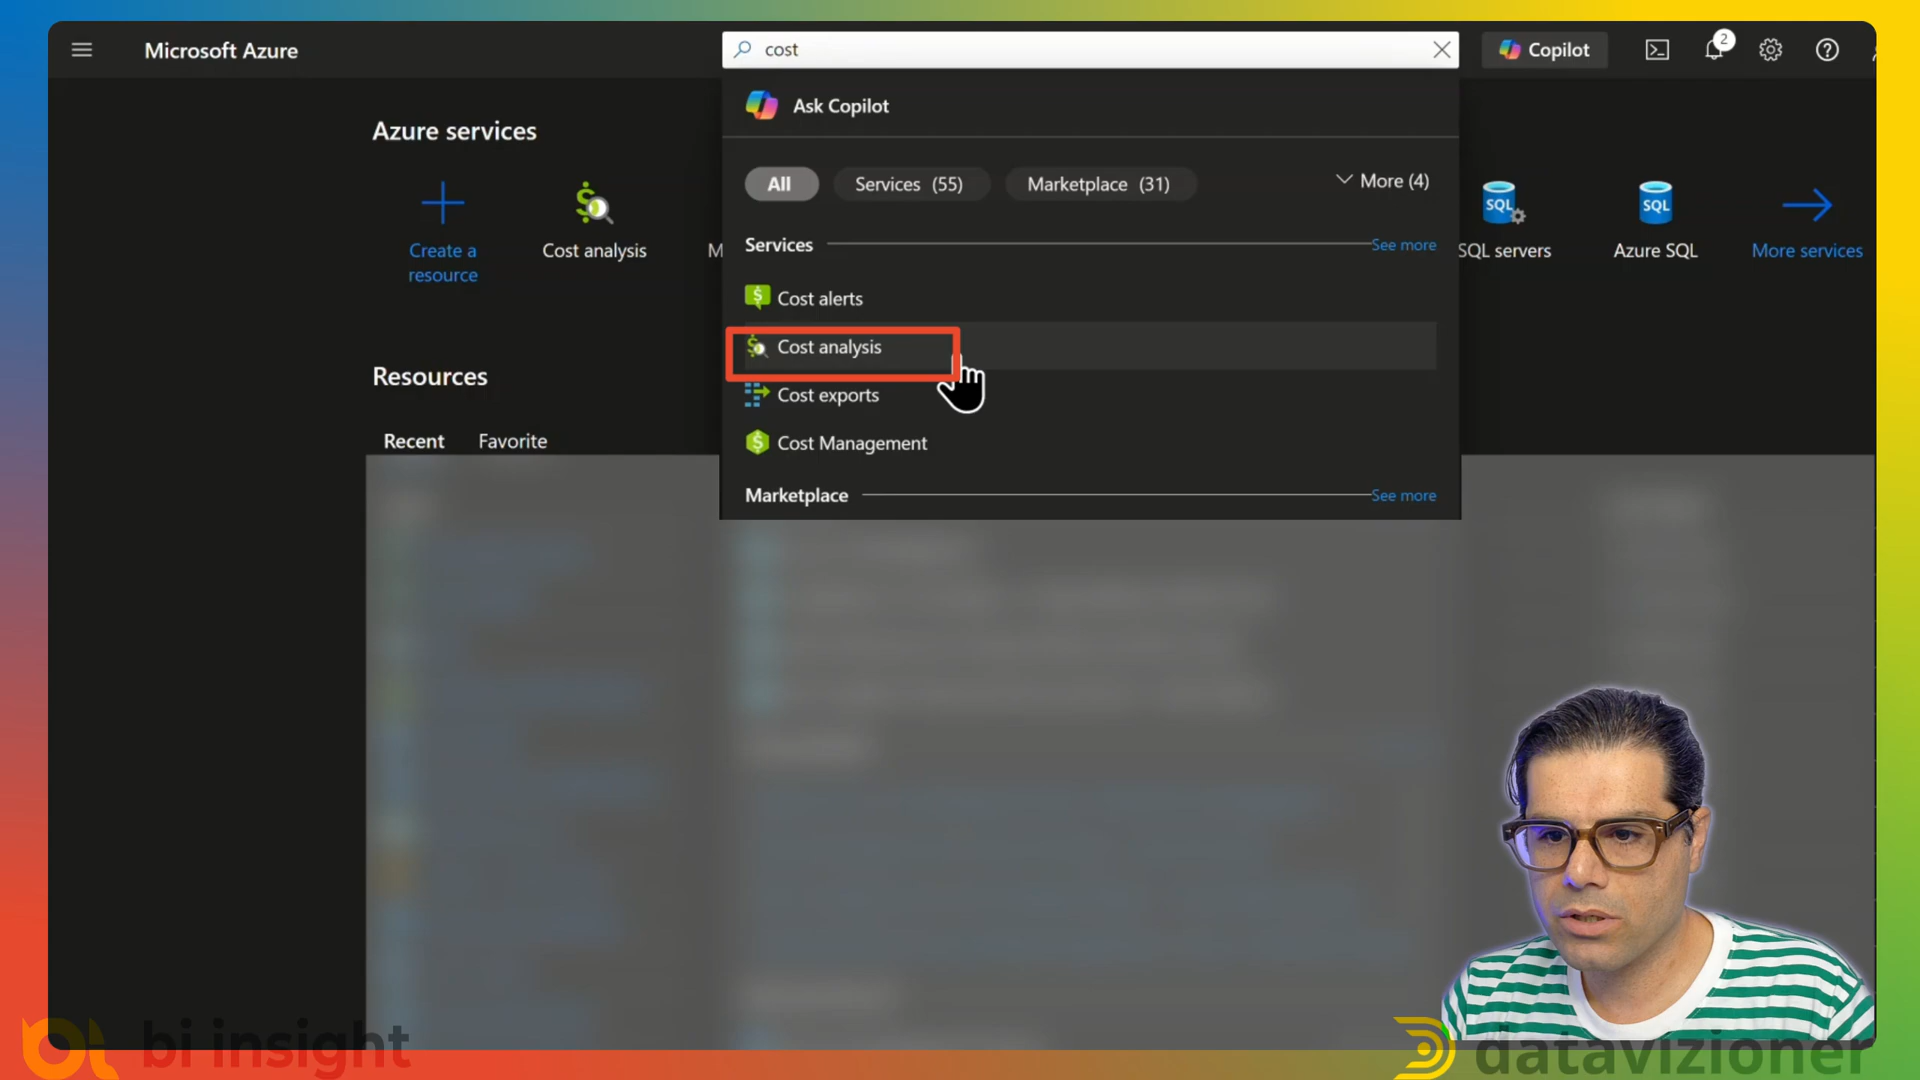 Microsoft Azure
cost
Copilot
2
Ask Copilot
Azure services
All
Services (55)
Marketplace (31)
More (4)
Create a
resource
Cost analysis
M
SQL
SQL servers
SQL
Azure SQL
More services
Services
See more
Cost alerts
Cost analysis
Cost exports
Cost Management
Marketplace
See more
Resources
Recent
Favorite
bi insight
datavizioner